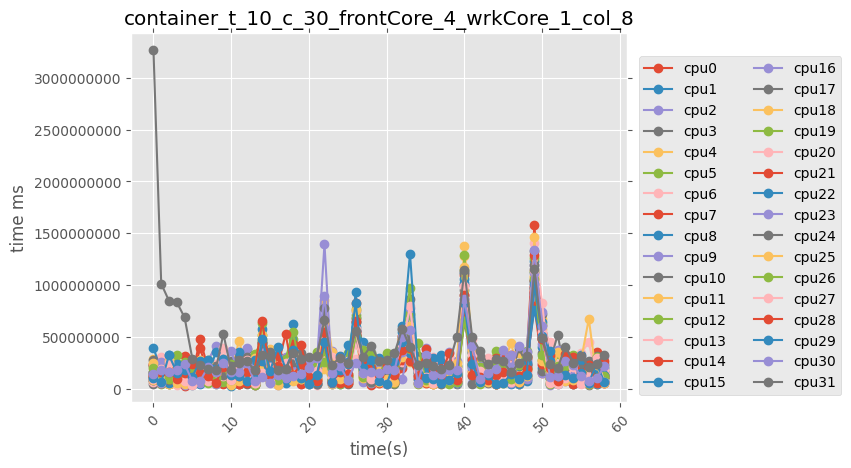 container_t_10_c_30_frontCore_4_wrkCore_1_col_8
3000000000
2500000000
2000000000
1500000000
1000000000
500000000
0
time ms
0
10
20
30
40
50
60
time(s)
cpu0
cpu1
cpu2
cpu3
cpu4
cpu5
cpu6
cpu7
cpu8
cpu9
cpu10
cpu11
cpu12
cpu13
cpu14
cpu15
cpu16
cpu17
cpu18
cpu19
cpu20
cpu21
cpu22
cpu23
cpu24
cpu25
cpu26
cpu27
cpu28
cpu29
cpu30
cpu31